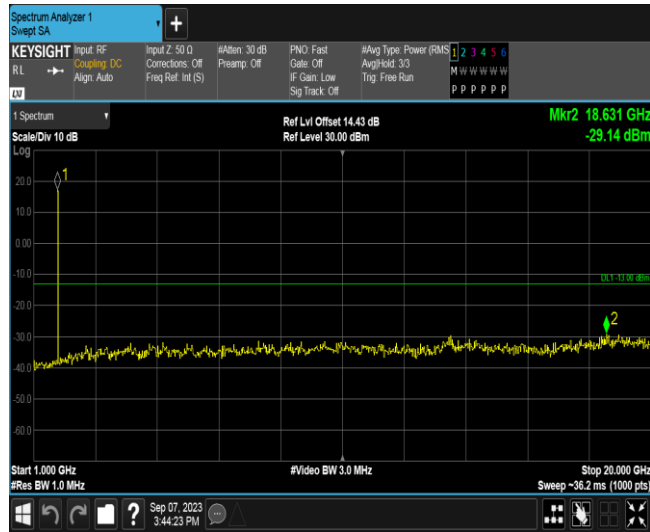 Spectrum Analyzer 1
Swept SA
KEYSIGHT
RL
LXI
Input: RF
Coupling: DC
Align: Auto
Input Z: 50 Ω
Corrections: Off
Freq Ref: Int (S)
#Atten: 30 dB
Preamp: Off
PNO: Fast
Gate: Off
IF Gain: Low
Sig Track: Off
#Avg Type: Power (RMS
Avg|Hold: 3/3
Trig: Free Run
1 2 3 4 5 6
M W W W W W
P P P P P P
1 Spectrum
Scale/Div 10 dB
Log
Ref Lvl Offset 14.43 dB
Ref Level 30.00 dBm
Mkr2 18.631 GHz
-29.14 dBm
1
20.0
10.0
0.00
-10.0
DL1 -13.00 dBm
-20.0
2
-30.0
-40.0
-50.0
-60.0
Start 1.000 GHz
#Video BW 3.0 MHz
Stop 20.000 GHz
#Res BW 1.0 MHz
Sweep ~36.2 ms (1000 pts)
?
Sep 07, 2023
3:44:23 PM